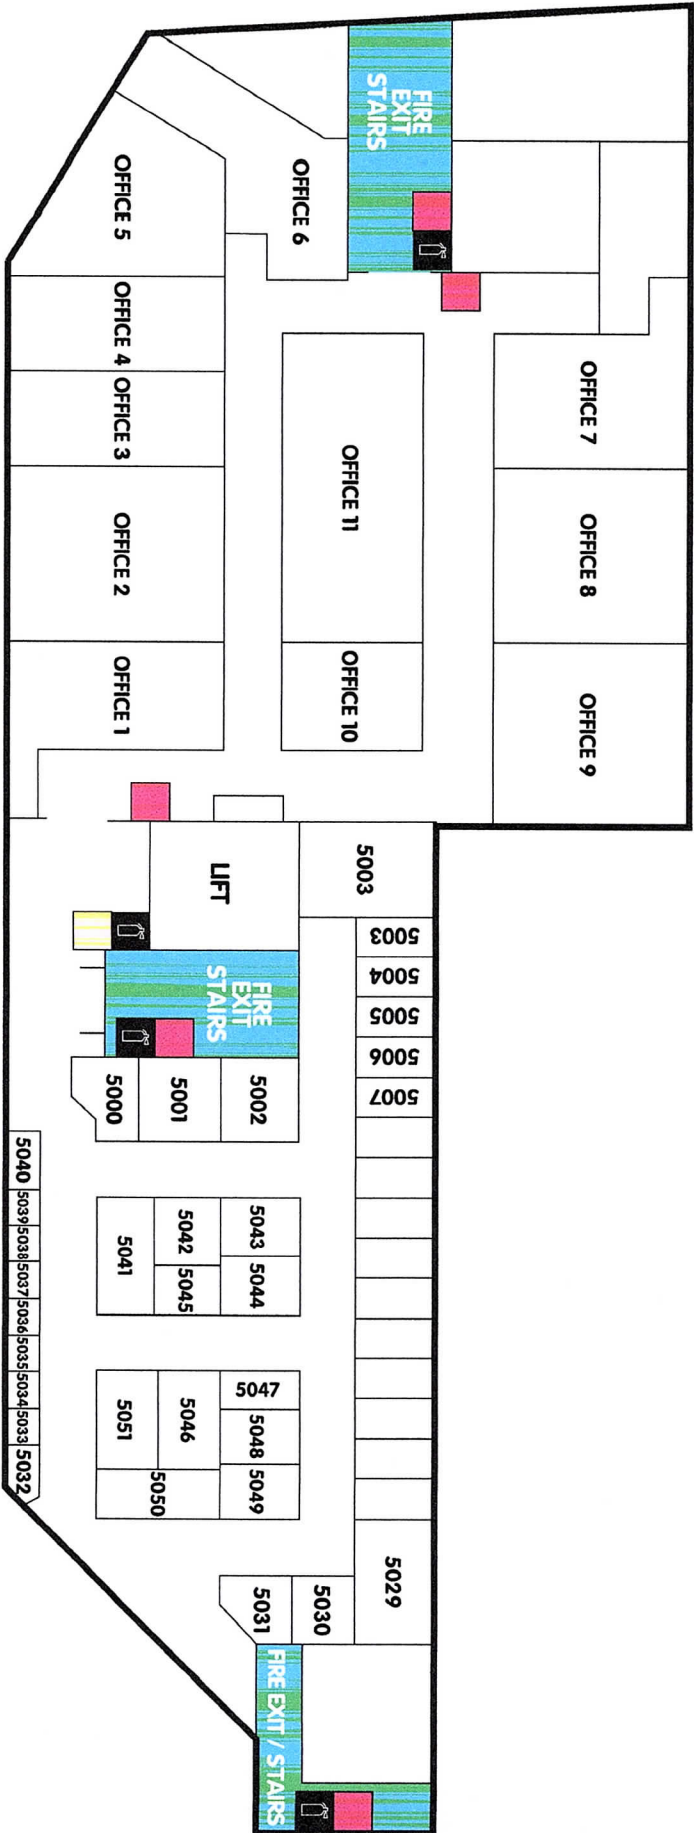 FIRE
EXIT
STAIRS
OFFICE 5
OFFICE 6
OFFICE 4
OFFICE 3
OFFICE 2
OFFICE 1
OFFICE 11
OFFICE 10
OFFICE 7
OFFICE 8
OFFICE 9
LIFT
5003
5003
5004
5005
5006
5007
FIRE
EXIT
STAIRS
5000
5001
5002
5040
5039
5038
5037
5036
5035
5034
5033
5032
5041
5042
5045
5043
5044
5051
5046
5047
5048
5049
5050
5029
5030
5031
FIRE EXIT / STAIRS